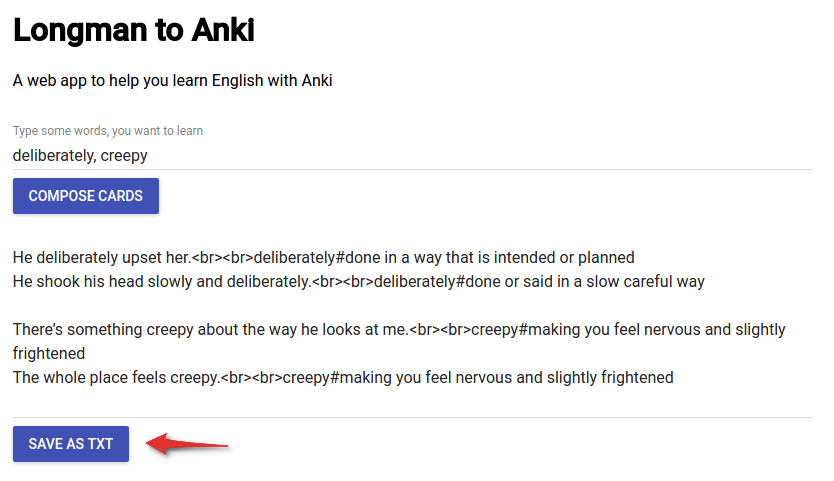 Longman to Anki
A web app to help you learn English with Anki
Type some words, you want to learn
deliberately, creepy
COMPOSE CARDS
He deliberately upset her.<br><br>deliberately#done in a way that is intended or planned
He shook his head slowly and deliberately.<br><br>deliberately#done or said in a slow careful way
There’s something creepy about the way he looks at me.<br><br>creepy#making you feel nervous and slightly
frightened
The whole place feels creepy.<br><br>creepy#making you feel nervous and slightly frightened
SAVE AS TXT